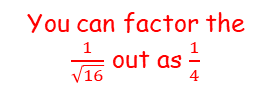 You can factor the
1/√16 out as 1/4